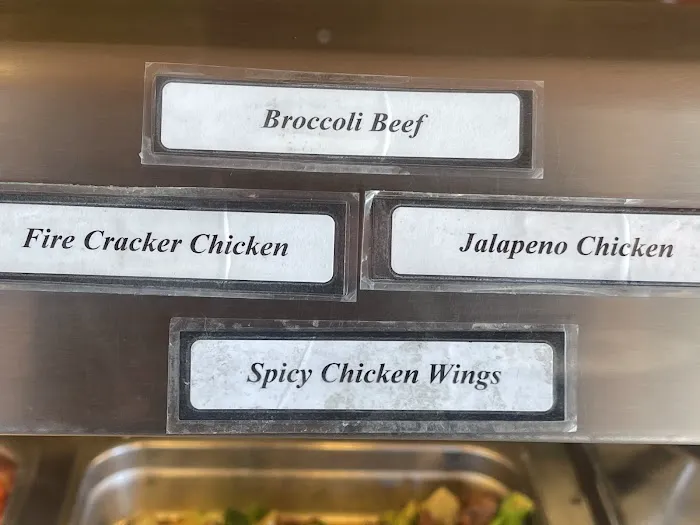 Broccoli Beef
Fire Cracker Chicken
Jalapeno Chicken
Spicy Chicken Wings